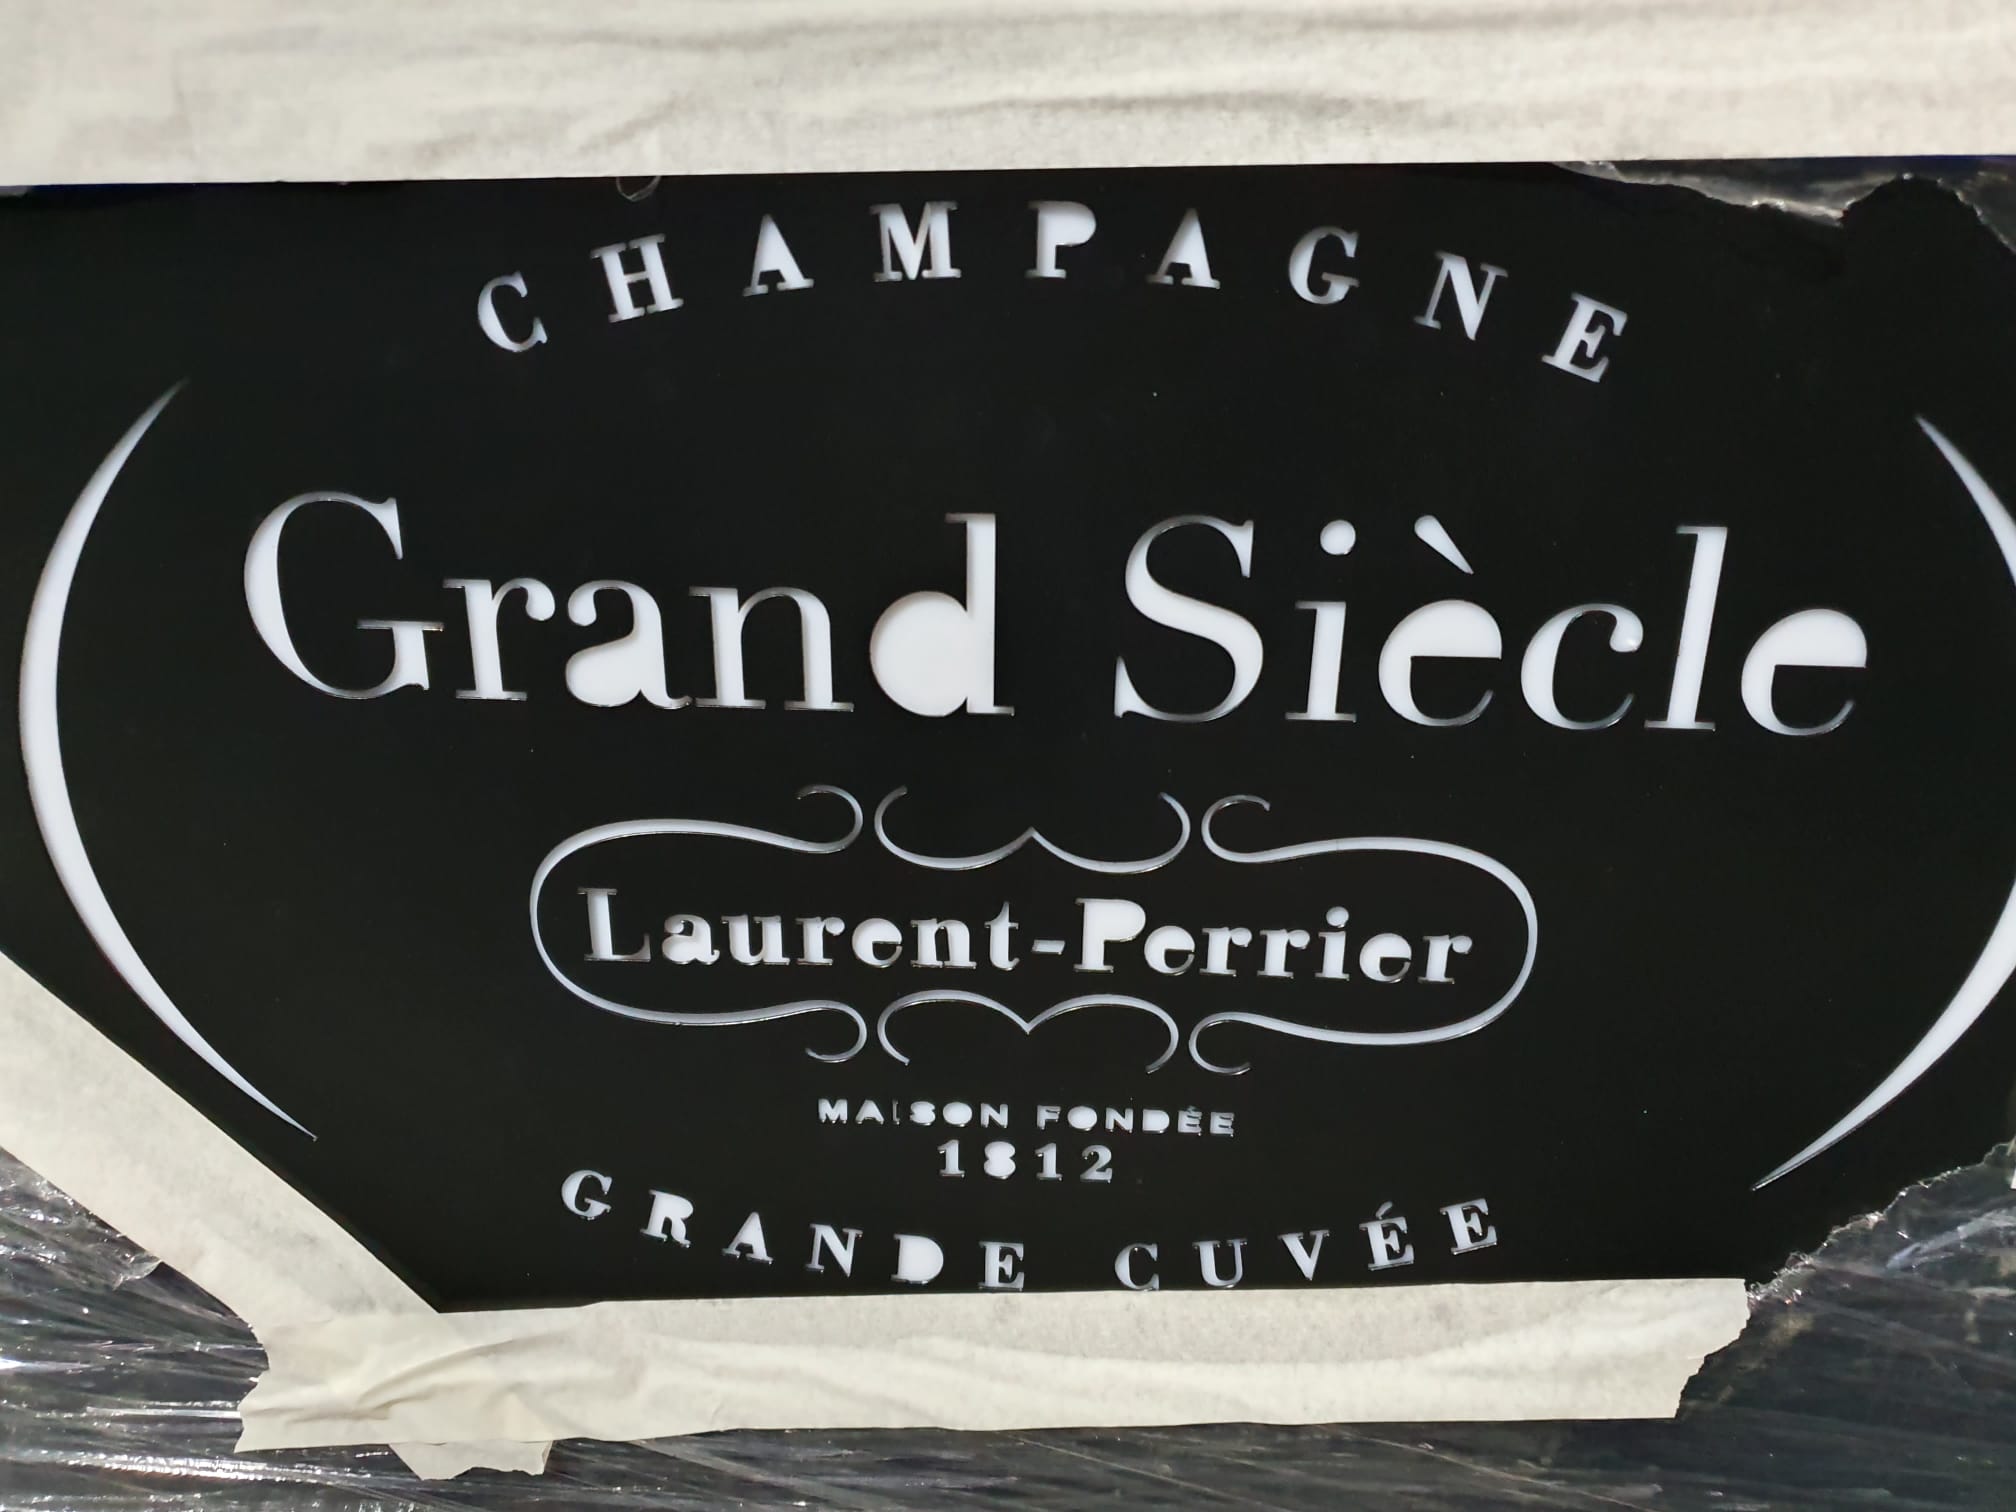 CHAMPAGNE
Grand Siècle
Laurent-Perrier
MAISON FONDÉE
1812
GRANDE CUVÉE